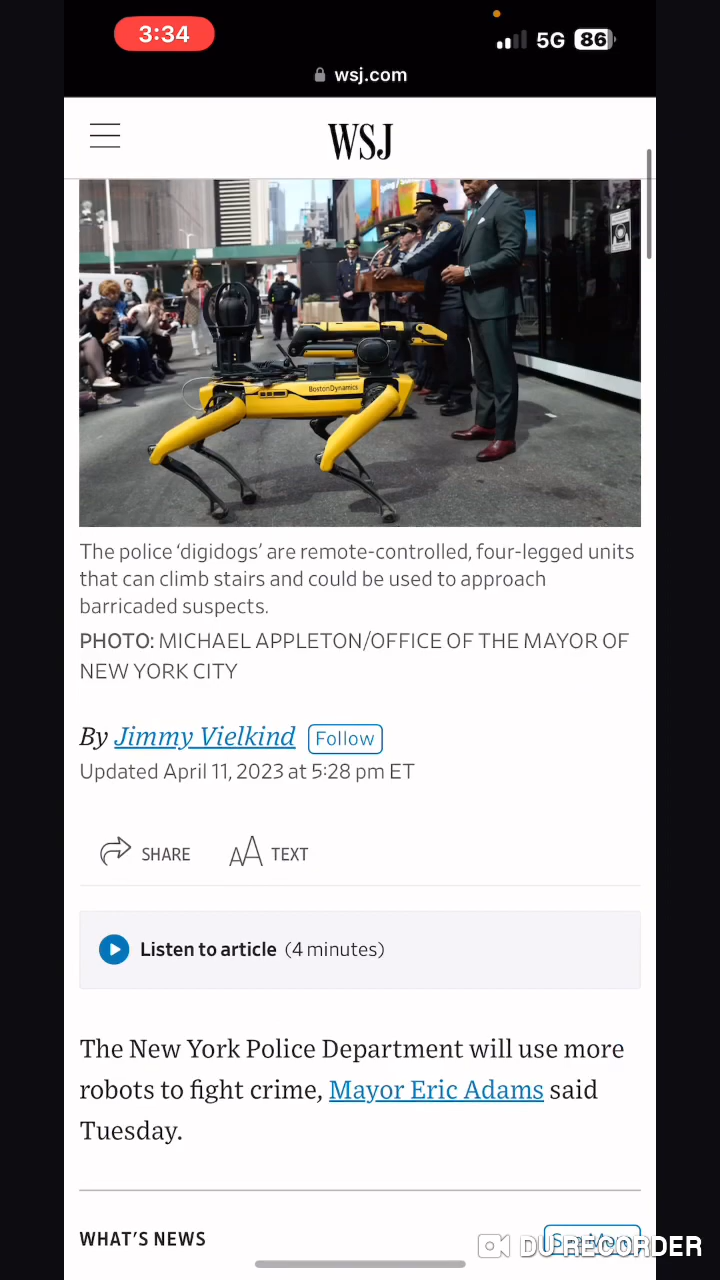 3:34
5G 86
wsj.com
WSJ
BostonDynamics
The police ‘digidogs’ are remote-controlled, four-legged units
that can climb stairs and could be used to approach
barricaded suspects.
PHOTO: MICHAEL APPLETON/OFFICE OF THE MAYOR OF
NEW YORK CITY
By Jimmy Vielkind Follow
Updated April 11, 2023 at 5:28 pm ET
SHARE AA TEXT
Listen to article (4 minutes)
The New York Police Department will use more
robots to fight crime, Mayor Eric Adams said
Tuesday.
WHAT’S NEWS
DU RECORDER